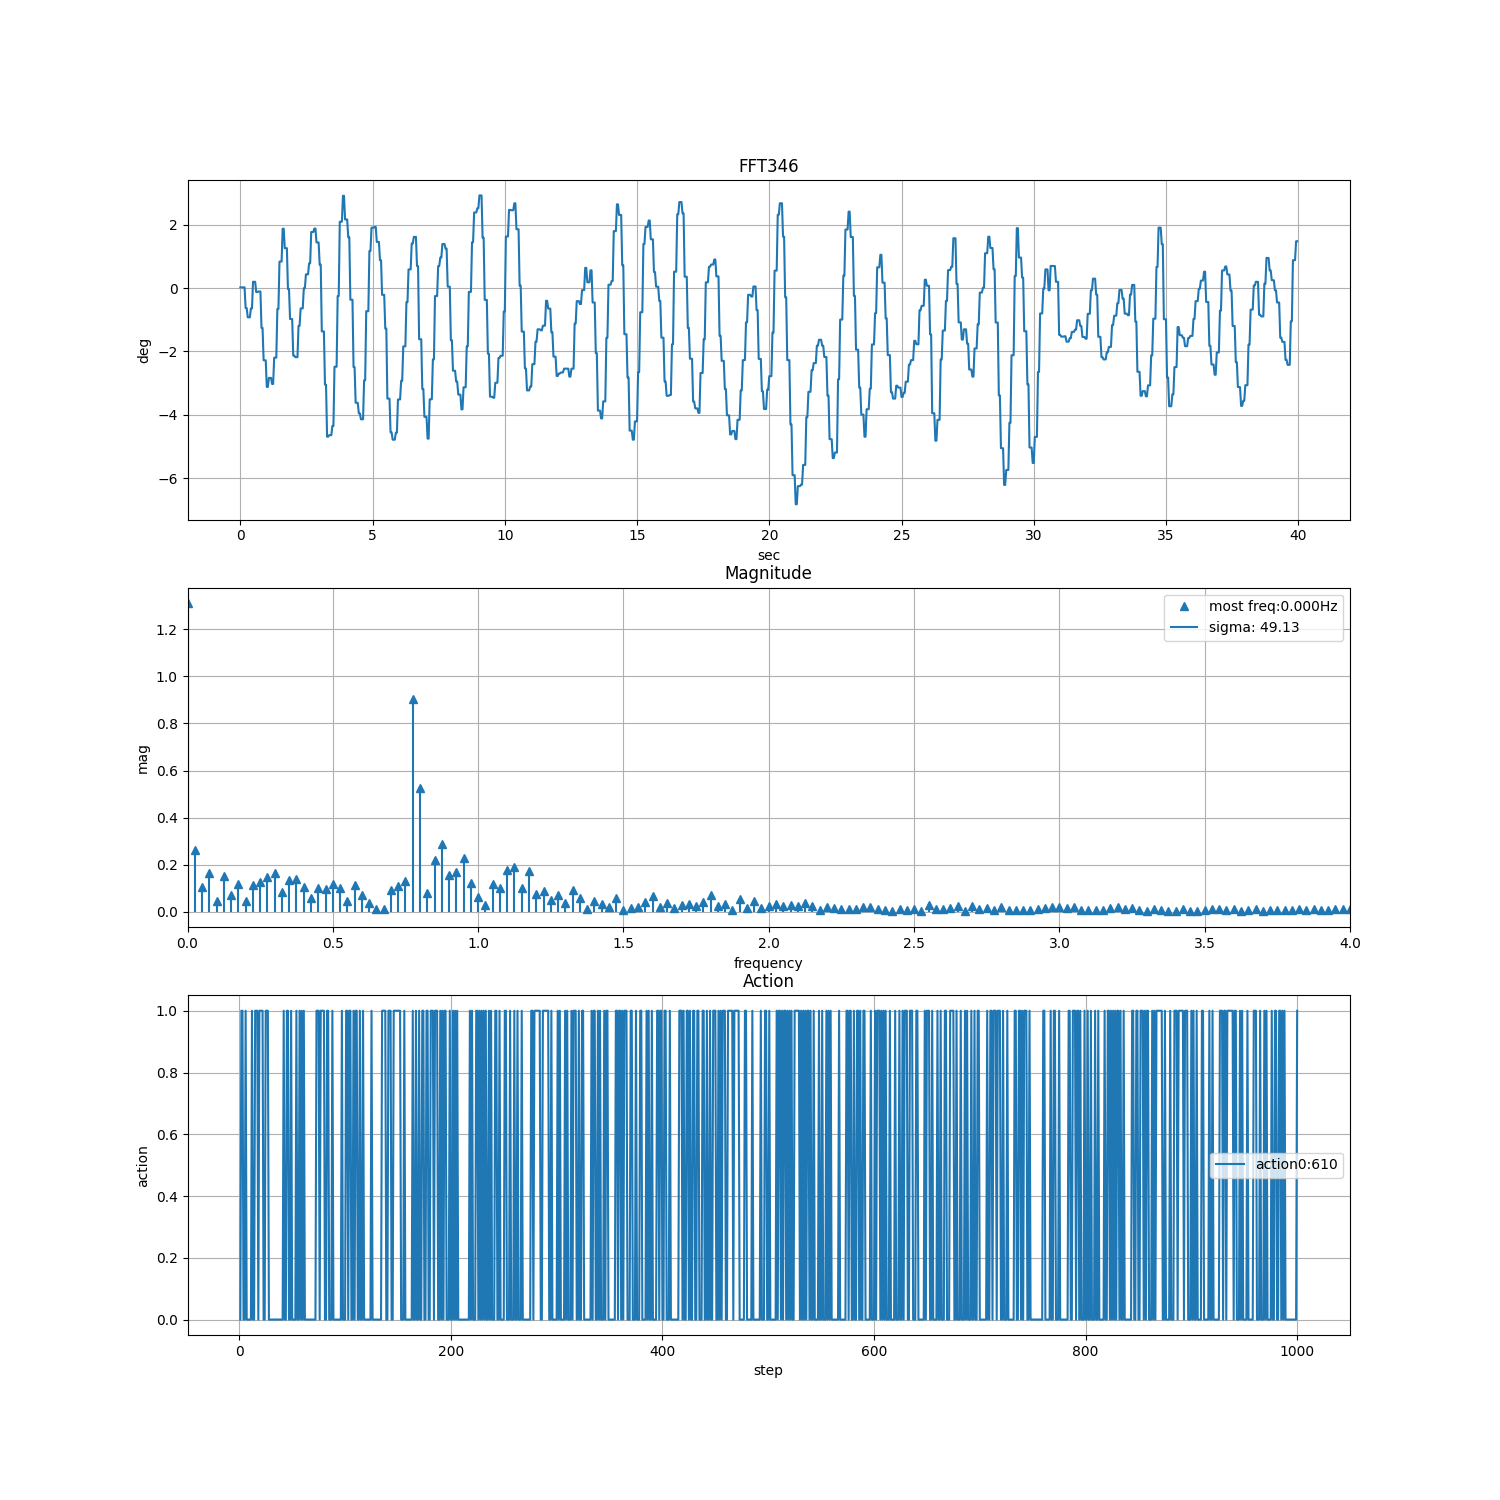 FFT346
2
0
−2
−4
−6
deg
0 5 10 15 20 25 30 35 40
sec
Magnitude
most freq:0.000Hz
sigma: 49.13
1.2
1.0
0.8
0.6
0.4
0.2
0.0
mag
0.0 0.5 1.0 1.5 2.0 2.5 3.0 3.5 4.0
frequency
Action
1.0
0.8
0.6
0.4
0.2
0.0
action
action0:610
0 200 400 600 800 1000
step